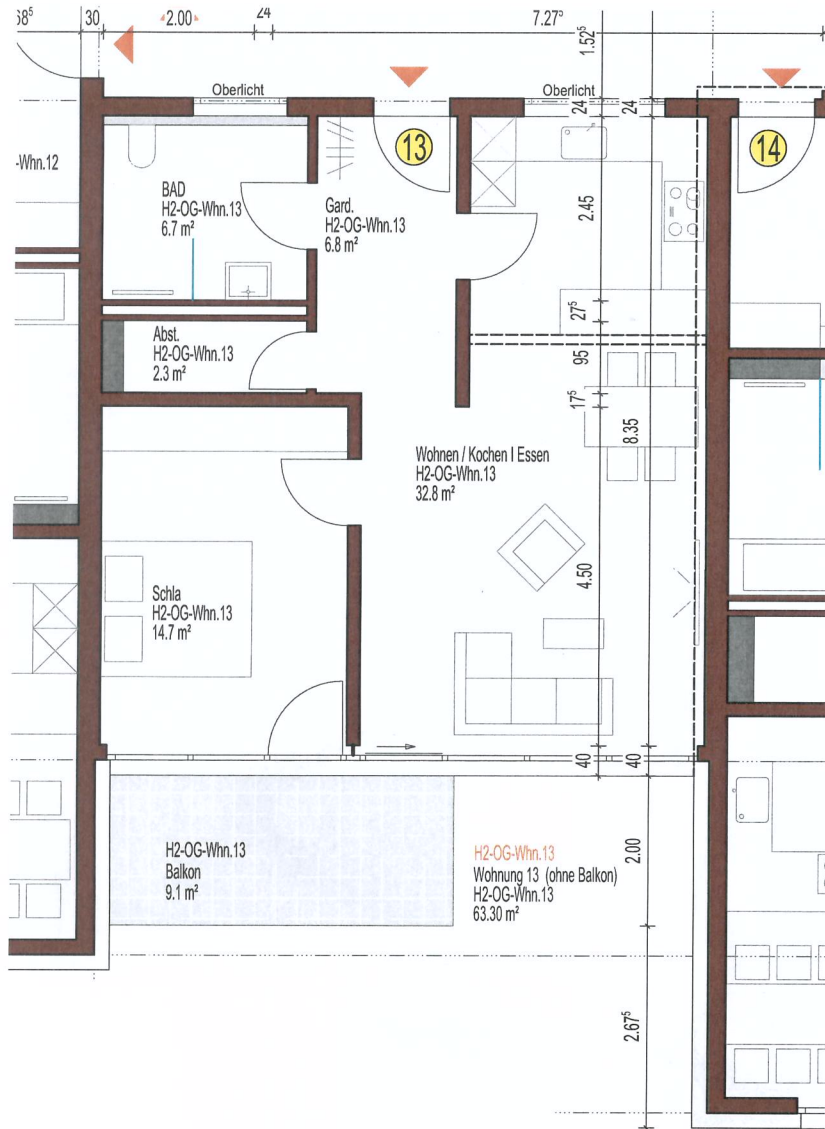 68⁵ 30 2.00 24 7.27⁵
1.52⁵
Oberlicht
Oberlicht
24 24
13
14
-Whn.12
BAD
H2-OG-Whn.13
6.7 m²
Gard.
H2-OG-Whn.13
6.8 m²
2.45
27⁵
Abst.
H2-OG-Whn.13
2.3 m²
95
17⁵
8.35
Wohnen / Kochen I Essen
H2-OG-Whn.13
32.8 m²
4.50
Schla
H2-OG-Whn.13
14.7 m²
40 40
H2-OG-Whn.13
Balkon
9.1 m²
H2-OG-Whn.13
Wohnung 13 (ohne Balkon)
H2-OG-Whn.13
63.30 m²
2.00
2.67⁵